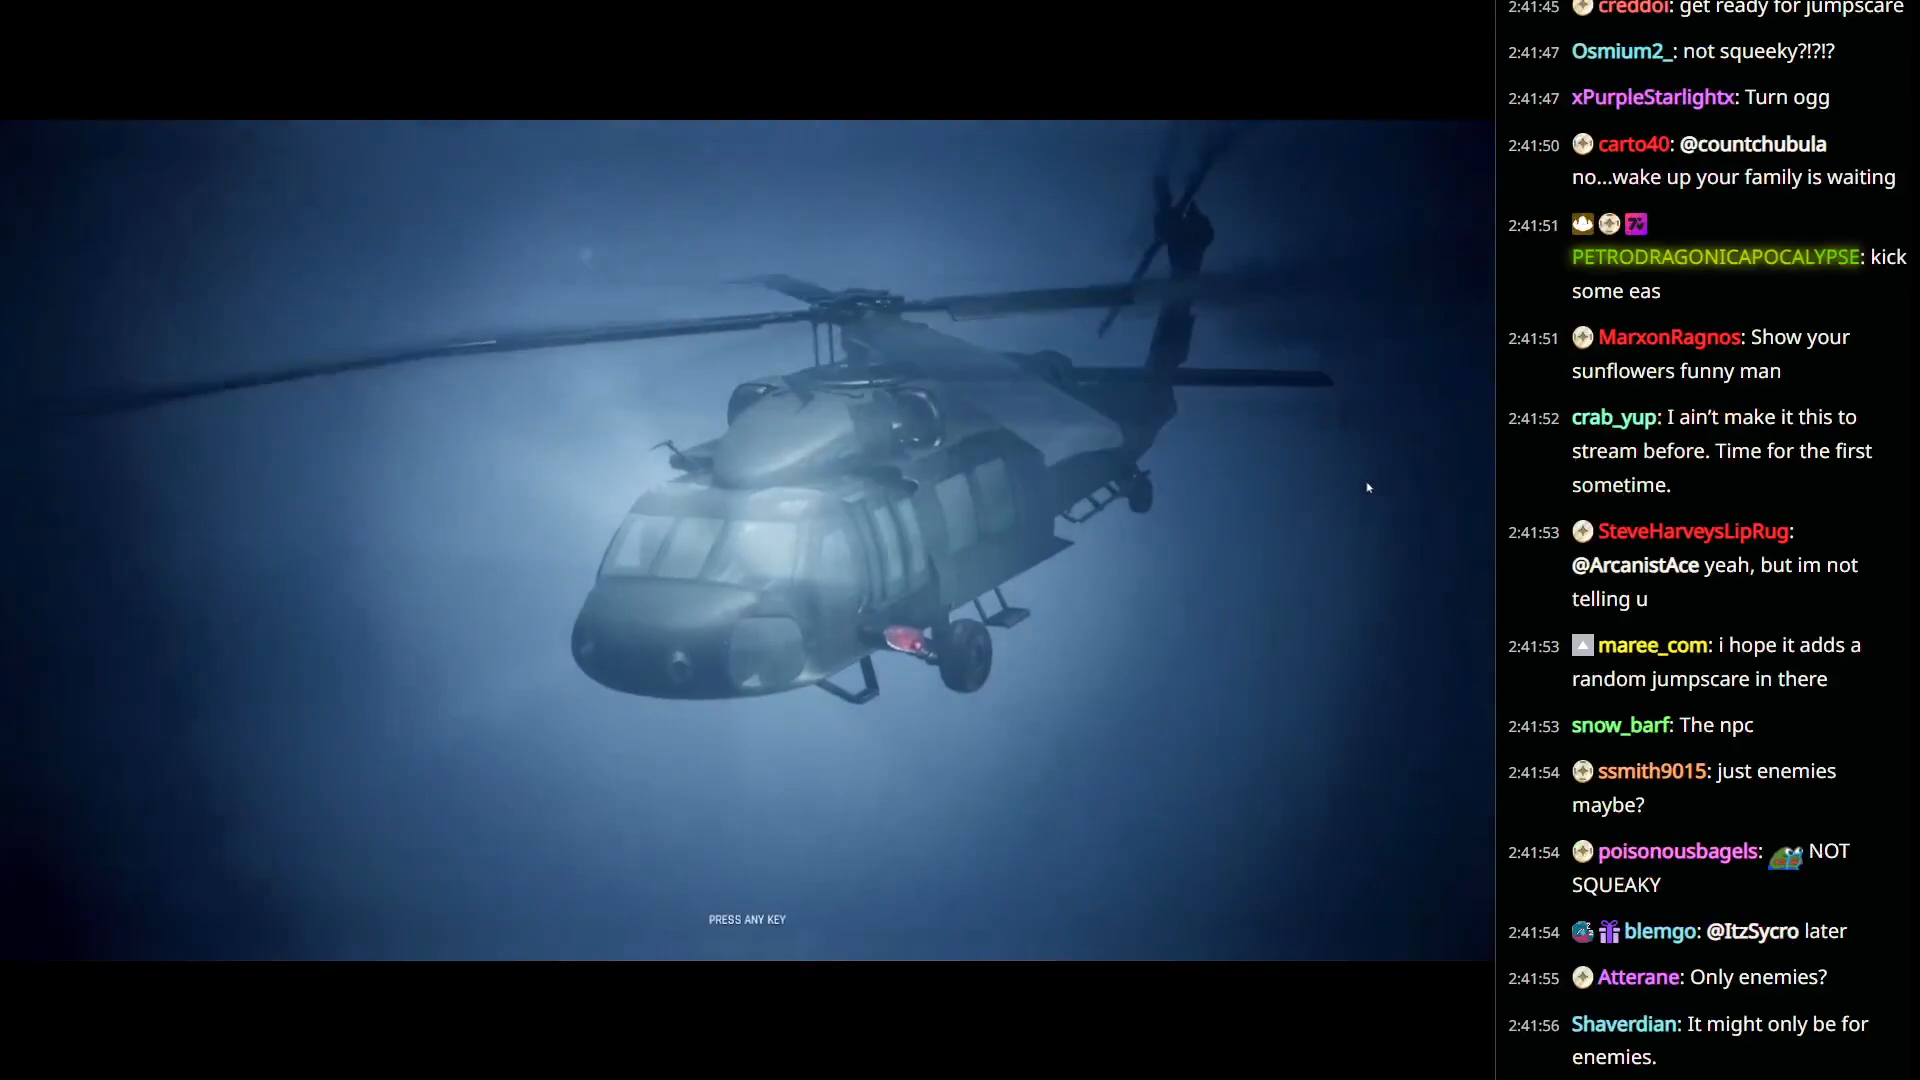 PRESS ANY KEY
2:41:45 creddoi: get ready for jumpscare
2:41:47 Osmium2_: not squeeky?!?!?
2:41:47 xPurpleStarlightx: Turn ogg
2:41:50 carto40: @countchubula
no...wake up your family is waiting
2:41:51
PETRODRAGONICAPOCALYPSE: kick
some eas
2:41:51 MarxonRagnos: Show your
sunflowers funny man
2:41:52 crab_yup: I ain't make it this to
stream before. Time for the first
sometime.
2:41:53 SteveHarveysLipRug:
@ArcanistAce yeah, but im not
telling u
2:41:53 maree_com: i hope it adds a
random jumpscare in there
2:41:53 snow_barf: The npc
2:41:54 ssmith9015: just enemies
maybe?
2:41:54 poisonousbagels: NOT
SQUEAKY
2:41:54 blemgo: @ItzSycro later
2:41:55 Atterane: Only enemies?
2:41:56 Shaverdian: It might only be for
enemies.